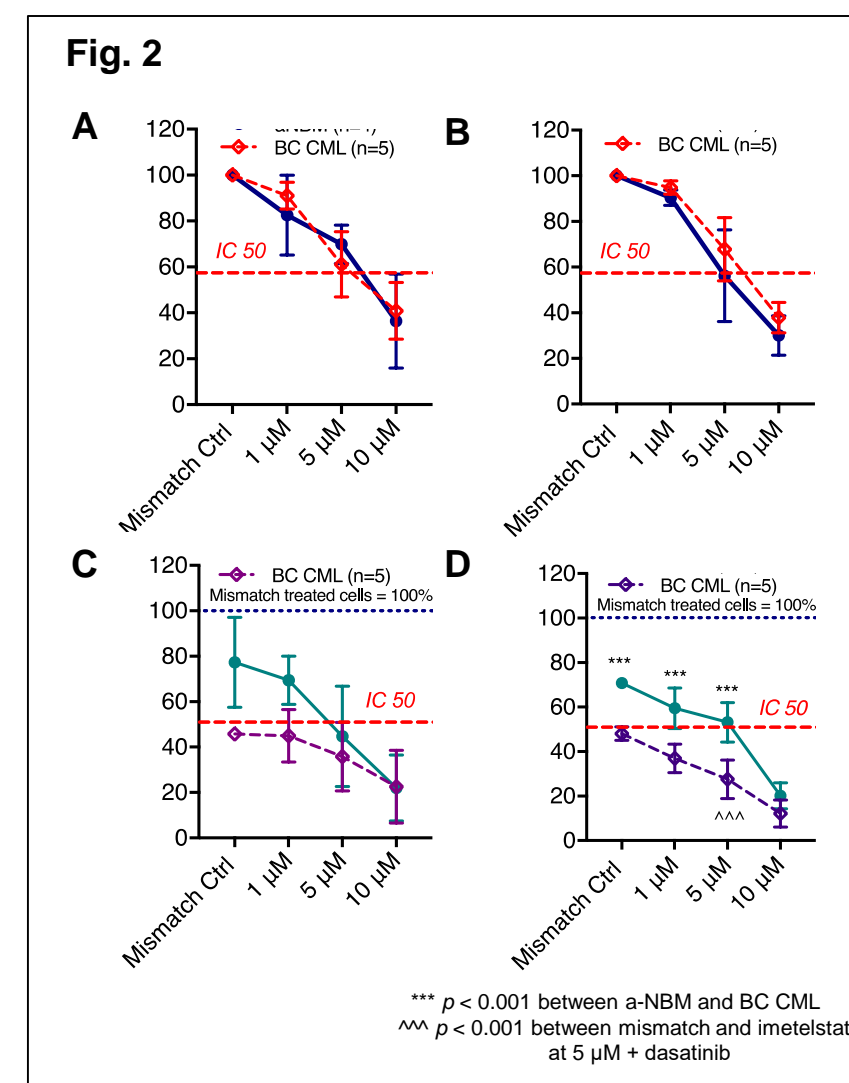 Fig. 2
A
120
100
80
60
40
20
0
BC CML (n=5)
IC 50
Mismatch Ctrl
1 µM
5 µM
10 µM
B
120
100
80
60
40
20
0
BC CML (n=5)
IC 50
Mismatch Ctrl
1 µM
5 µM
10 µM
C
120
100
80
60
40
20
0
BC CML (n=5)
Mismatch treated cells = 100%
IC 50
Mismatch Ctrl
1 µM
5 µM
10 µM
D
120
100
80
60
40
20
0
BC CML (n=5)
Mismatch treated cells = 100%
***
***
***
IC 50
^^^
Mismatch Ctrl
1 µM
5 µM
10 µM
*** p < 0.001 between a-NBM and BC CML
^^^ p < 0.001 between mismatch and imetelstat
at 5 µM + dasatinib